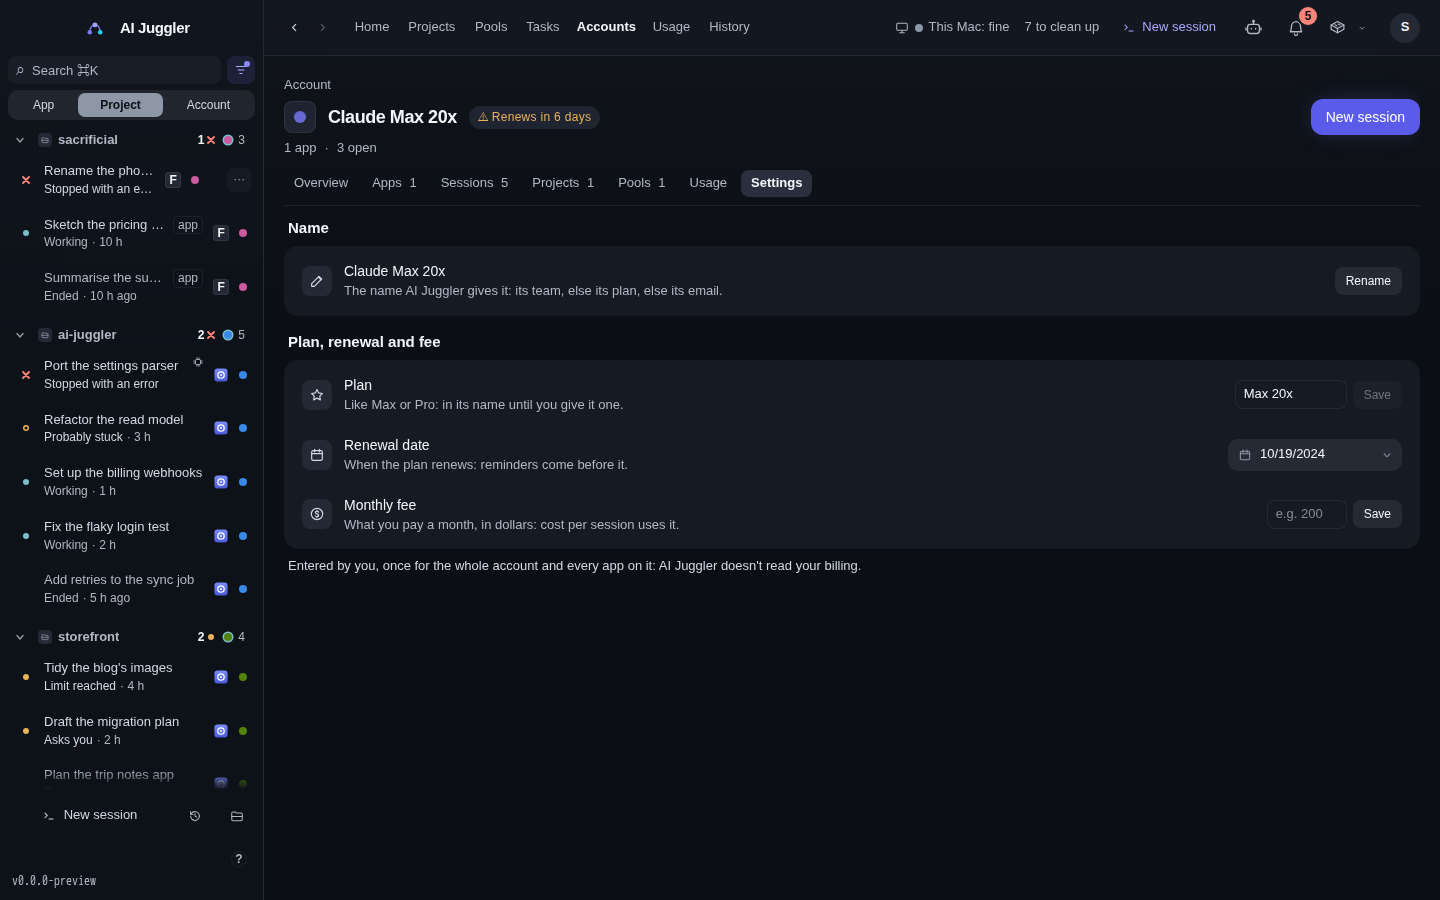 AI Juggler
Search ⌘K
App Project Account
sacrificial 1 3
Rename the pho… F
Stopped with an e…
Sketch the pricing … app F
Working · 10 h
Summarise the su… app F
Ended · 10 h ago
ai-juggler 2 5
Port the settings parser
Stopped with an error
Refactor the read model
Probably stuck · 3 h
Set up the billing webhooks
Working · 1 h
Fix the flaky login test
Working · 2 h
Add retries to the sync job
Ended · 5 h ago
storefront 2 4
Tidy the blog's images
Limit reached · 4 h
Draft the migration plan
Asks you · 2 h
Plan the trip notes app
New session
?
v0.0.0-preview
Home Projects Pools Tasks Accounts Usage History
This Mac: fine 7 to clean up New session 5 S
Account
Claude Max 20x Renews in 6 days
New session
1 app · 3 open
Overview Apps 1 Sessions 5 Projects 1 Pools 1 Usage Settings
Name
Claude Max 20x
The name AI Juggler gives it: its team, else its plan, else its email.
Rename
Plan, renewal and fee
Plan
Like Max or Pro: in its name until you give it one.
Max 20x Save
Renewal date
When the plan renews: reminders come before it.
10/19/2024
Monthly fee
What you pay a month, in dollars: cost per session uses it.
e.g. 200 Save
Entered by you, once for the whole account and every app on it: AI Juggler doesn't read your billing.